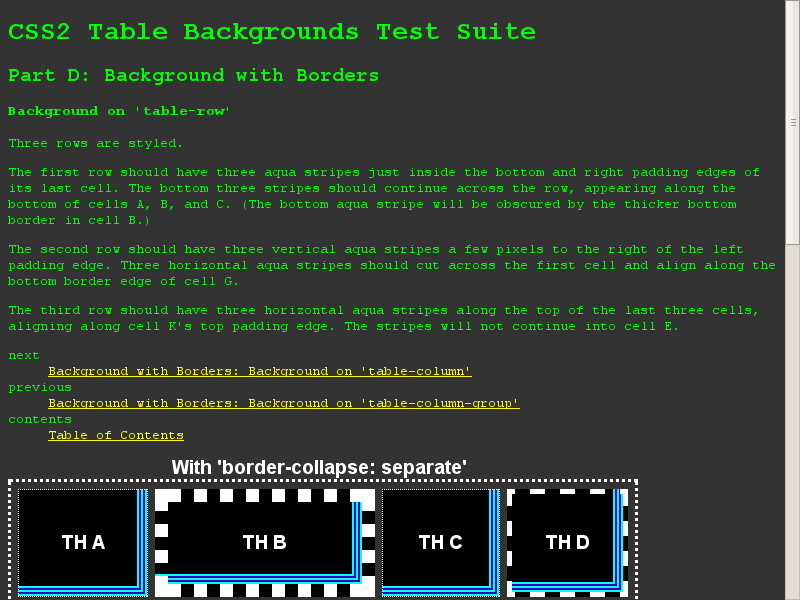 CSS2 Table Backgrounds Test Suite
Part D: Background with Borders
Background on 'table-row'
Three rows are styled.
The first row should have three aqua stripes just inside the bottom and right padding edges of
its last cell. The bottom three stripes should continue across the row, appearing along the
bottom of cells A, B, and C. (The bottom aqua stripe will be obscured by the thicker bottom
border in cell B.)
The second row should have three vertical aqua stripes a few pixels to the right of the left
padding edge. Three horizontal aqua stripes should cut across the first cell and align along the
bottom border edge of cell G.
The third row should have three horizontal aqua stripes along the top of the last three cells,
aligning along cell K's top padding edge. The stripes will not continue into cell E.
next
Background with Borders: Background on 'table-column'
previous
Background with Borders: Background on 'table-column-group'
contents
Table of Contents
With 'border-collapse: separate'
TH A TH B TH C TH D